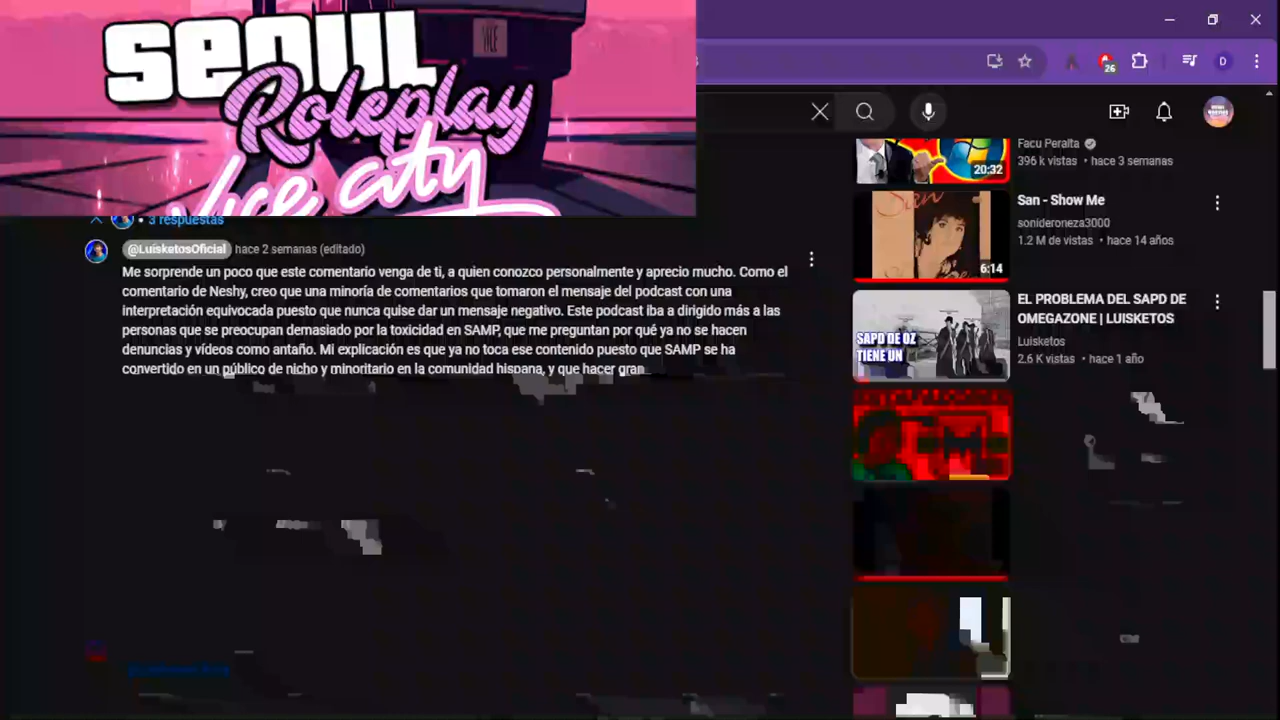 seoul
VICE
Roleplay
Vice city
26
D
Facu Peralta
396 k vistas • hace 3 semanas
20:32
San
San - Show Me
sonideroneza3000
1.2 M de vistas • hace 14 años
6:14
• 3 respuestas
@LuisketosOficial hace 2 semanas (editado)
Me sorprende un poco que este comentario venga de ti, a quien conozco personalmente y aprecio mucho. Como el
comentario de Neshy, creo que una minoría de comentarios que tomaron el mensaje del podcast con una
interpretación equivocada puesto que nunca quise dar un mensaje negativo. Este podcast iba a dirigido más a las
personas que se preocupan demasiado por la toxicidad en SAMP, que me preguntan por qué ya no se hacen
denuncias y vídeos como antaño. Mi explicación es que ya no toca ese contenido puesto que SAMP se ha
convertido en un público de nicho y minoritario en la comunidad hispana, y que hacer gran
EL PROBLEMA DEL SAPD DE
OMEGAZONE | LUISKETOS
Luisketos
2.6 K vistas • hace 1 año
SAPD DE OZ
TIENE UN